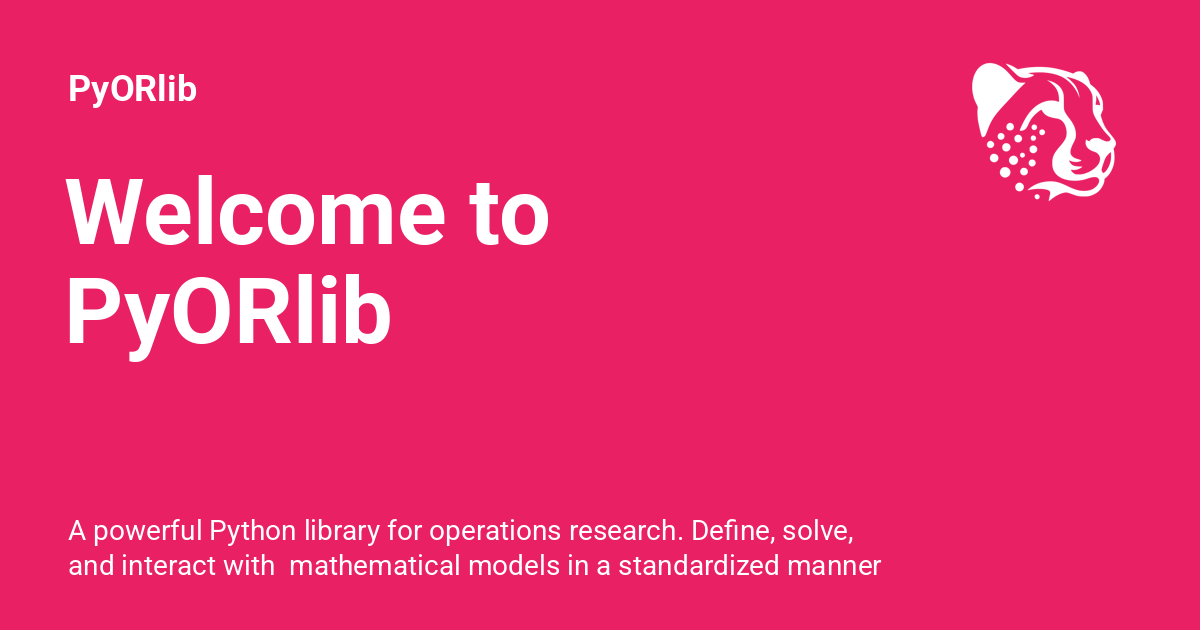 PyORlib
Welcome to
PyORlib
A powerful Python library for operations research. Define, solve,
and interact with  mathematical models in a standardized manner